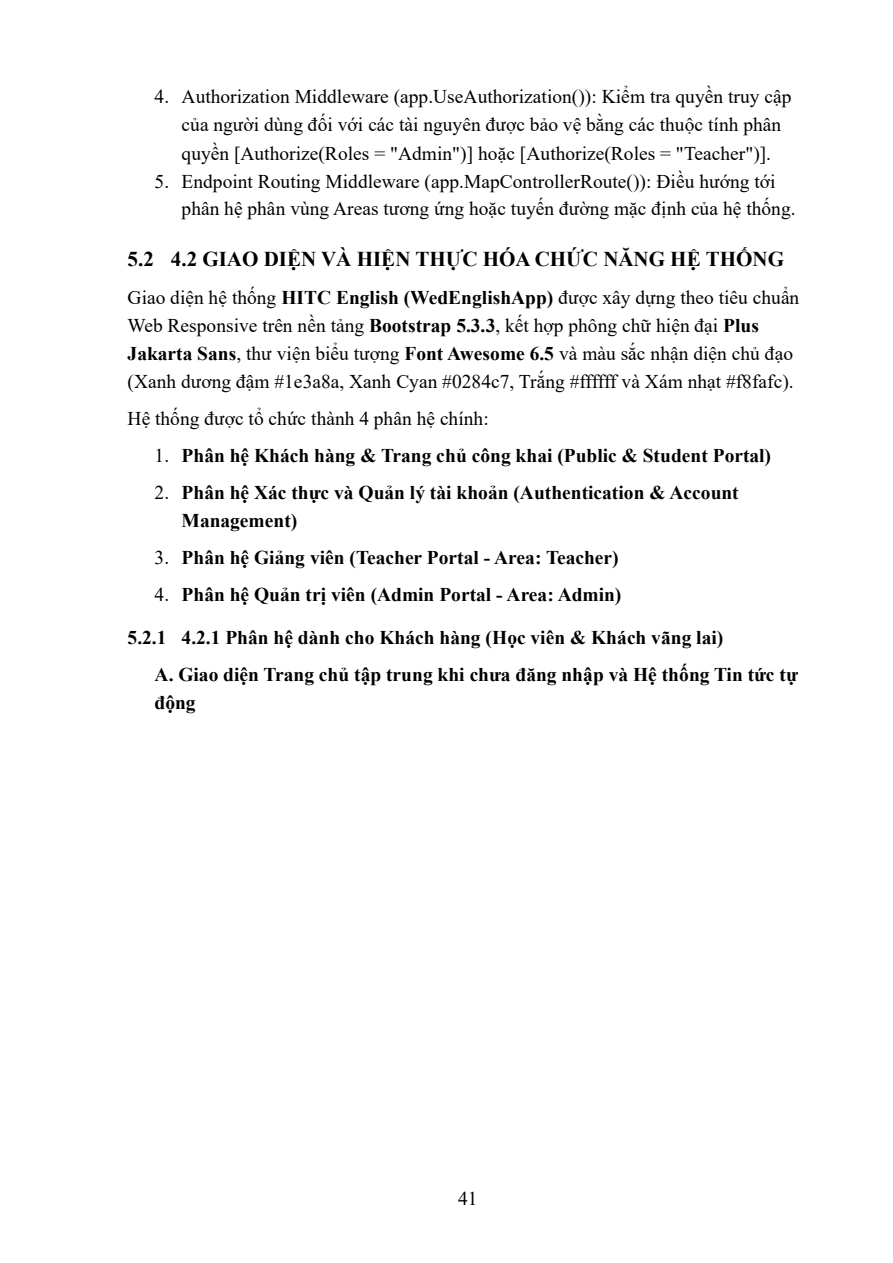 4. Authorization Middleware (app.UseAuthorization()): Kiểm tra quyền truy cập
của người dùng đối với các tài nguyên được bảo vệ bằng các thuộc tính phân
quyền [Authorize(Roles = "Admin")] hoặc [Authorize(Roles = "Teacher")].
5. Endpoint Routing Middleware (app.MapControllerRoute()): Điều hướng tới
phân hệ phân vùng Areas tương ứng hoặc tuyến đường mặc định của hệ thống.
5.2 4.2 GIAO DIỆN VÀ HIỆN THỰC HÓA CHỨC NĂNG HỆ THỐNG
Giao diện hệ thống HITC English (WedEnglishApp) được xây dựng theo tiêu chuẩn
Web Responsive trên nền tảng Bootstrap 5.3.3, kết hợp phông chữ hiện đại Plus
Jakarta Sans, thư viện biểu tượng Font Awesome 6.5 và màu sắc nhận diện chủ đạo
(Xanh dương đậm #1e3a8a, Xanh Cyan #0284c7, Trắng #ffffff và Xám nhạt #f8fafc).
Hệ thống được tổ chức thành 4 phân hệ chính:
1. Phân hệ Khách hàng & Trang chủ công khai (Public & Student Portal)
2. Phân hệ Xác thực và Quản lý tài khoản (Authentication & Account
Management)
3. Phân hệ Giảng viên (Teacher Portal - Area: Teacher)
4. Phân hệ Quản trị viên (Admin Portal - Area: Admin)
5.2.1 4.2.1 Phân hệ dành cho Khách hàng (Học viên & Khách vãng lai)
A. Giao diện Trang chủ tập trung khi chưa đăng nhập và Hệ thống Tin tức tự
động
41